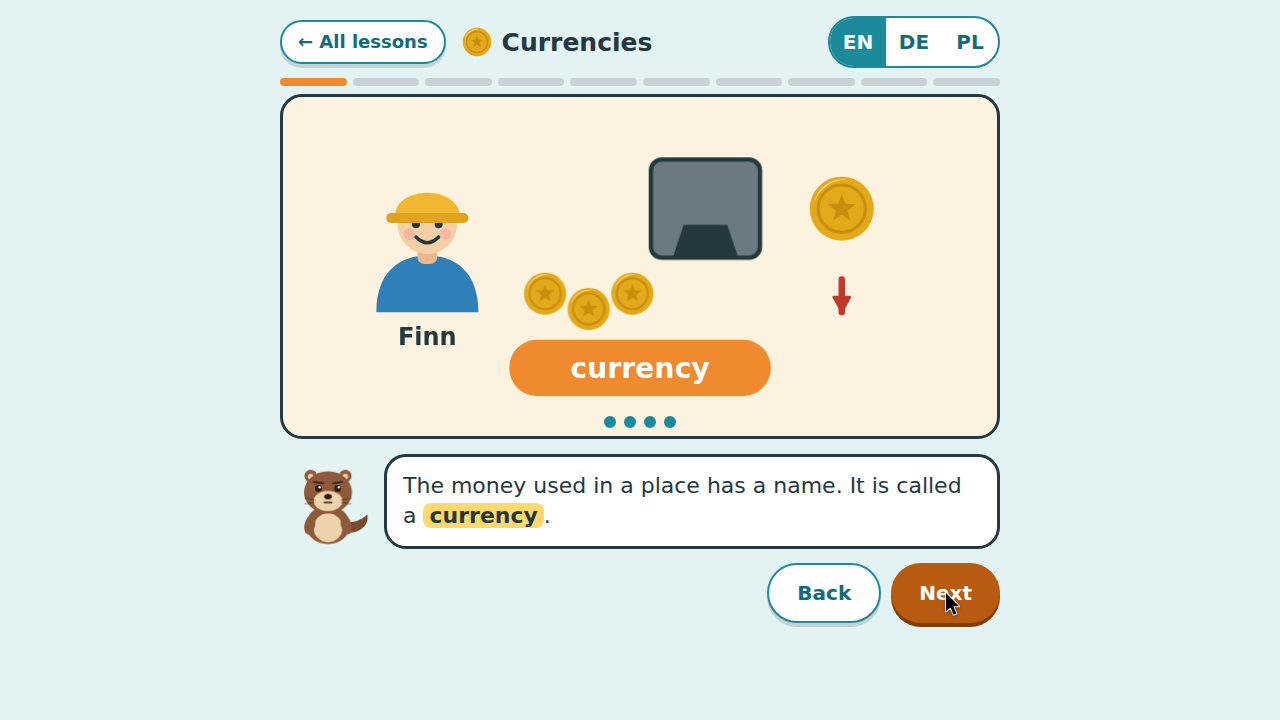 ← All lessons
Currencies
EN DE PL
Finn
currency
The money used in a place has a name. It is called
a currency.
Back
Next